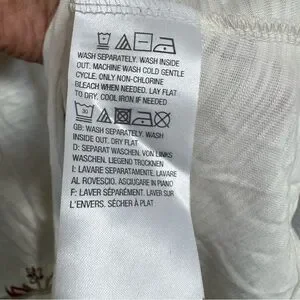 WASH SEPARATELY. WASH INSIDE
OUT. MACHINE WASH COLD GENTLE
CYCLE. ONLY NON-CHLORINE
BLEACH WHEN NEEDED. LAY FLAT
TO DRY. COOL IRON IF NEEDED
30
GB: WASH SEPARATELY. WASH
INSIDE OUT. DRY FLAT
D: SEPARAT WASCHEN. VON LINKS
WASCHEN. LIEGEND TROCKNEN
I: LAVARE SEPARATAMENTE. LAVARE
AL ROVESCIO. ASCIUGARE IN PIANO
F: LAVER SÉPARÉMENT. LAVER SUR
L'ENVERS. SÉCHER À PLAT